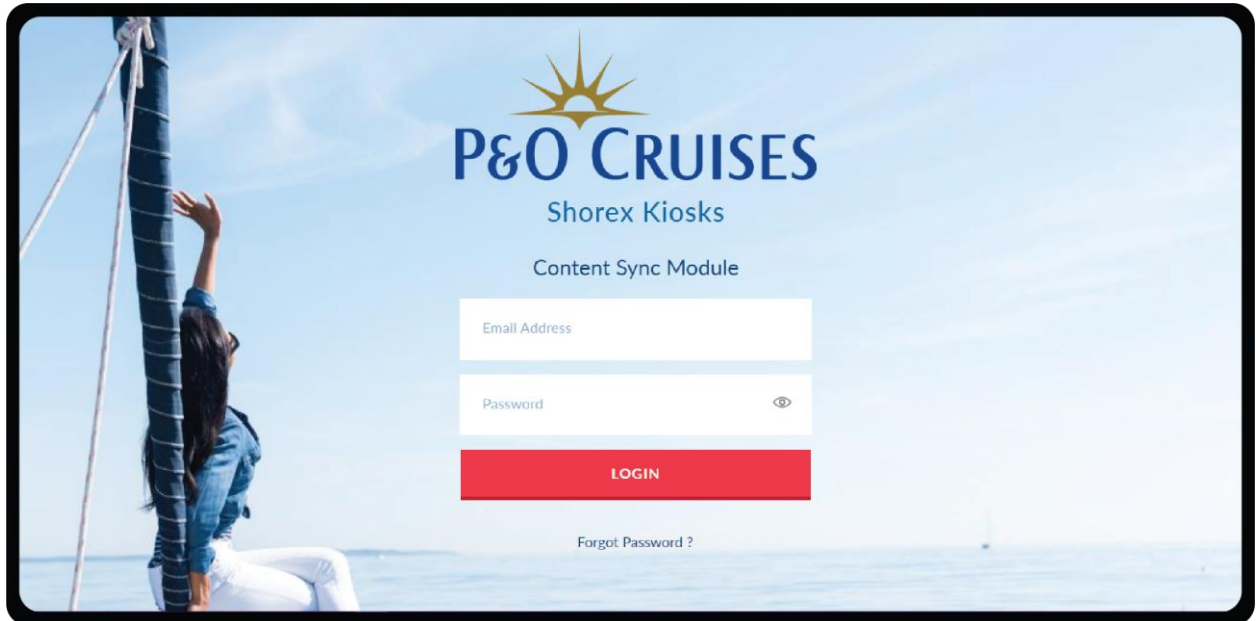 P&O CRUISES
Shorex Kiosks
Content Sync Module
Email Address
Password
LOGIN
Forgot Password ?